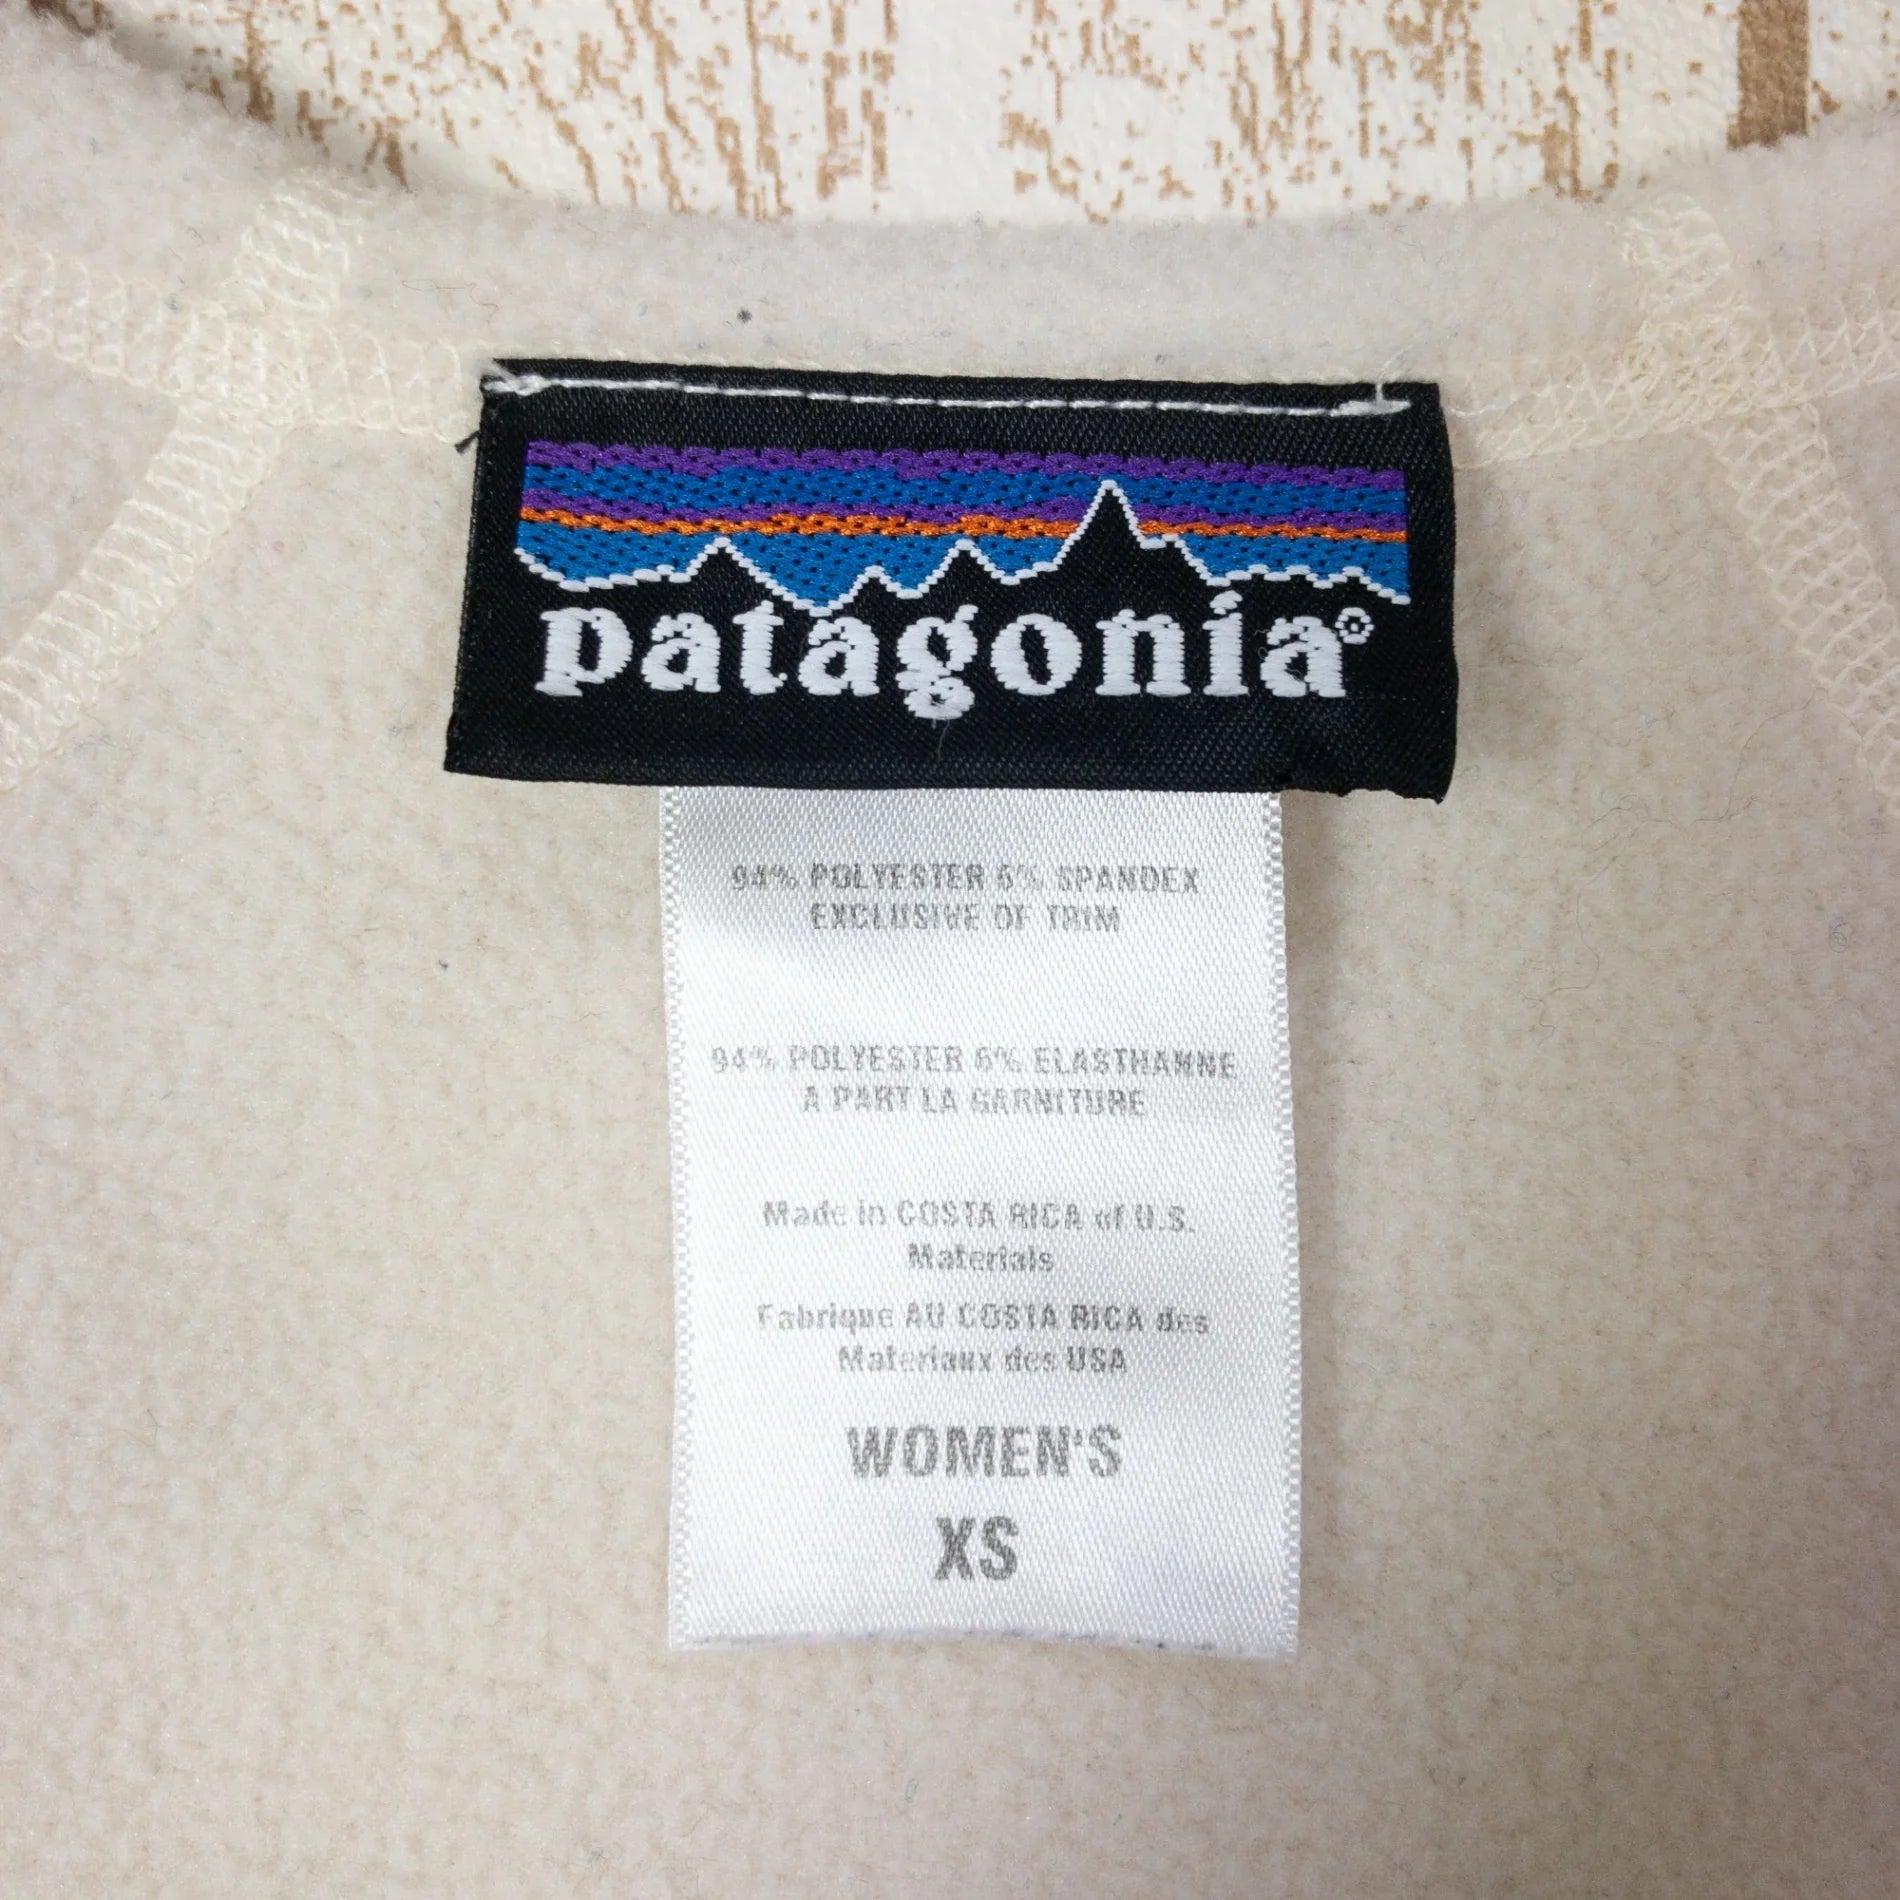 patagonia®
94% POLYESTER 6% SPANDEX
EXCLUSIVE OF TRIM
94% POLYESTER 6% ELASTHANNE
A PART LA GARNITURE
Made in COSTA RICA of U.S.
Materials
Fabrique AU COSTA RICA des
Materiaux des USA
WOMEN'S
XS